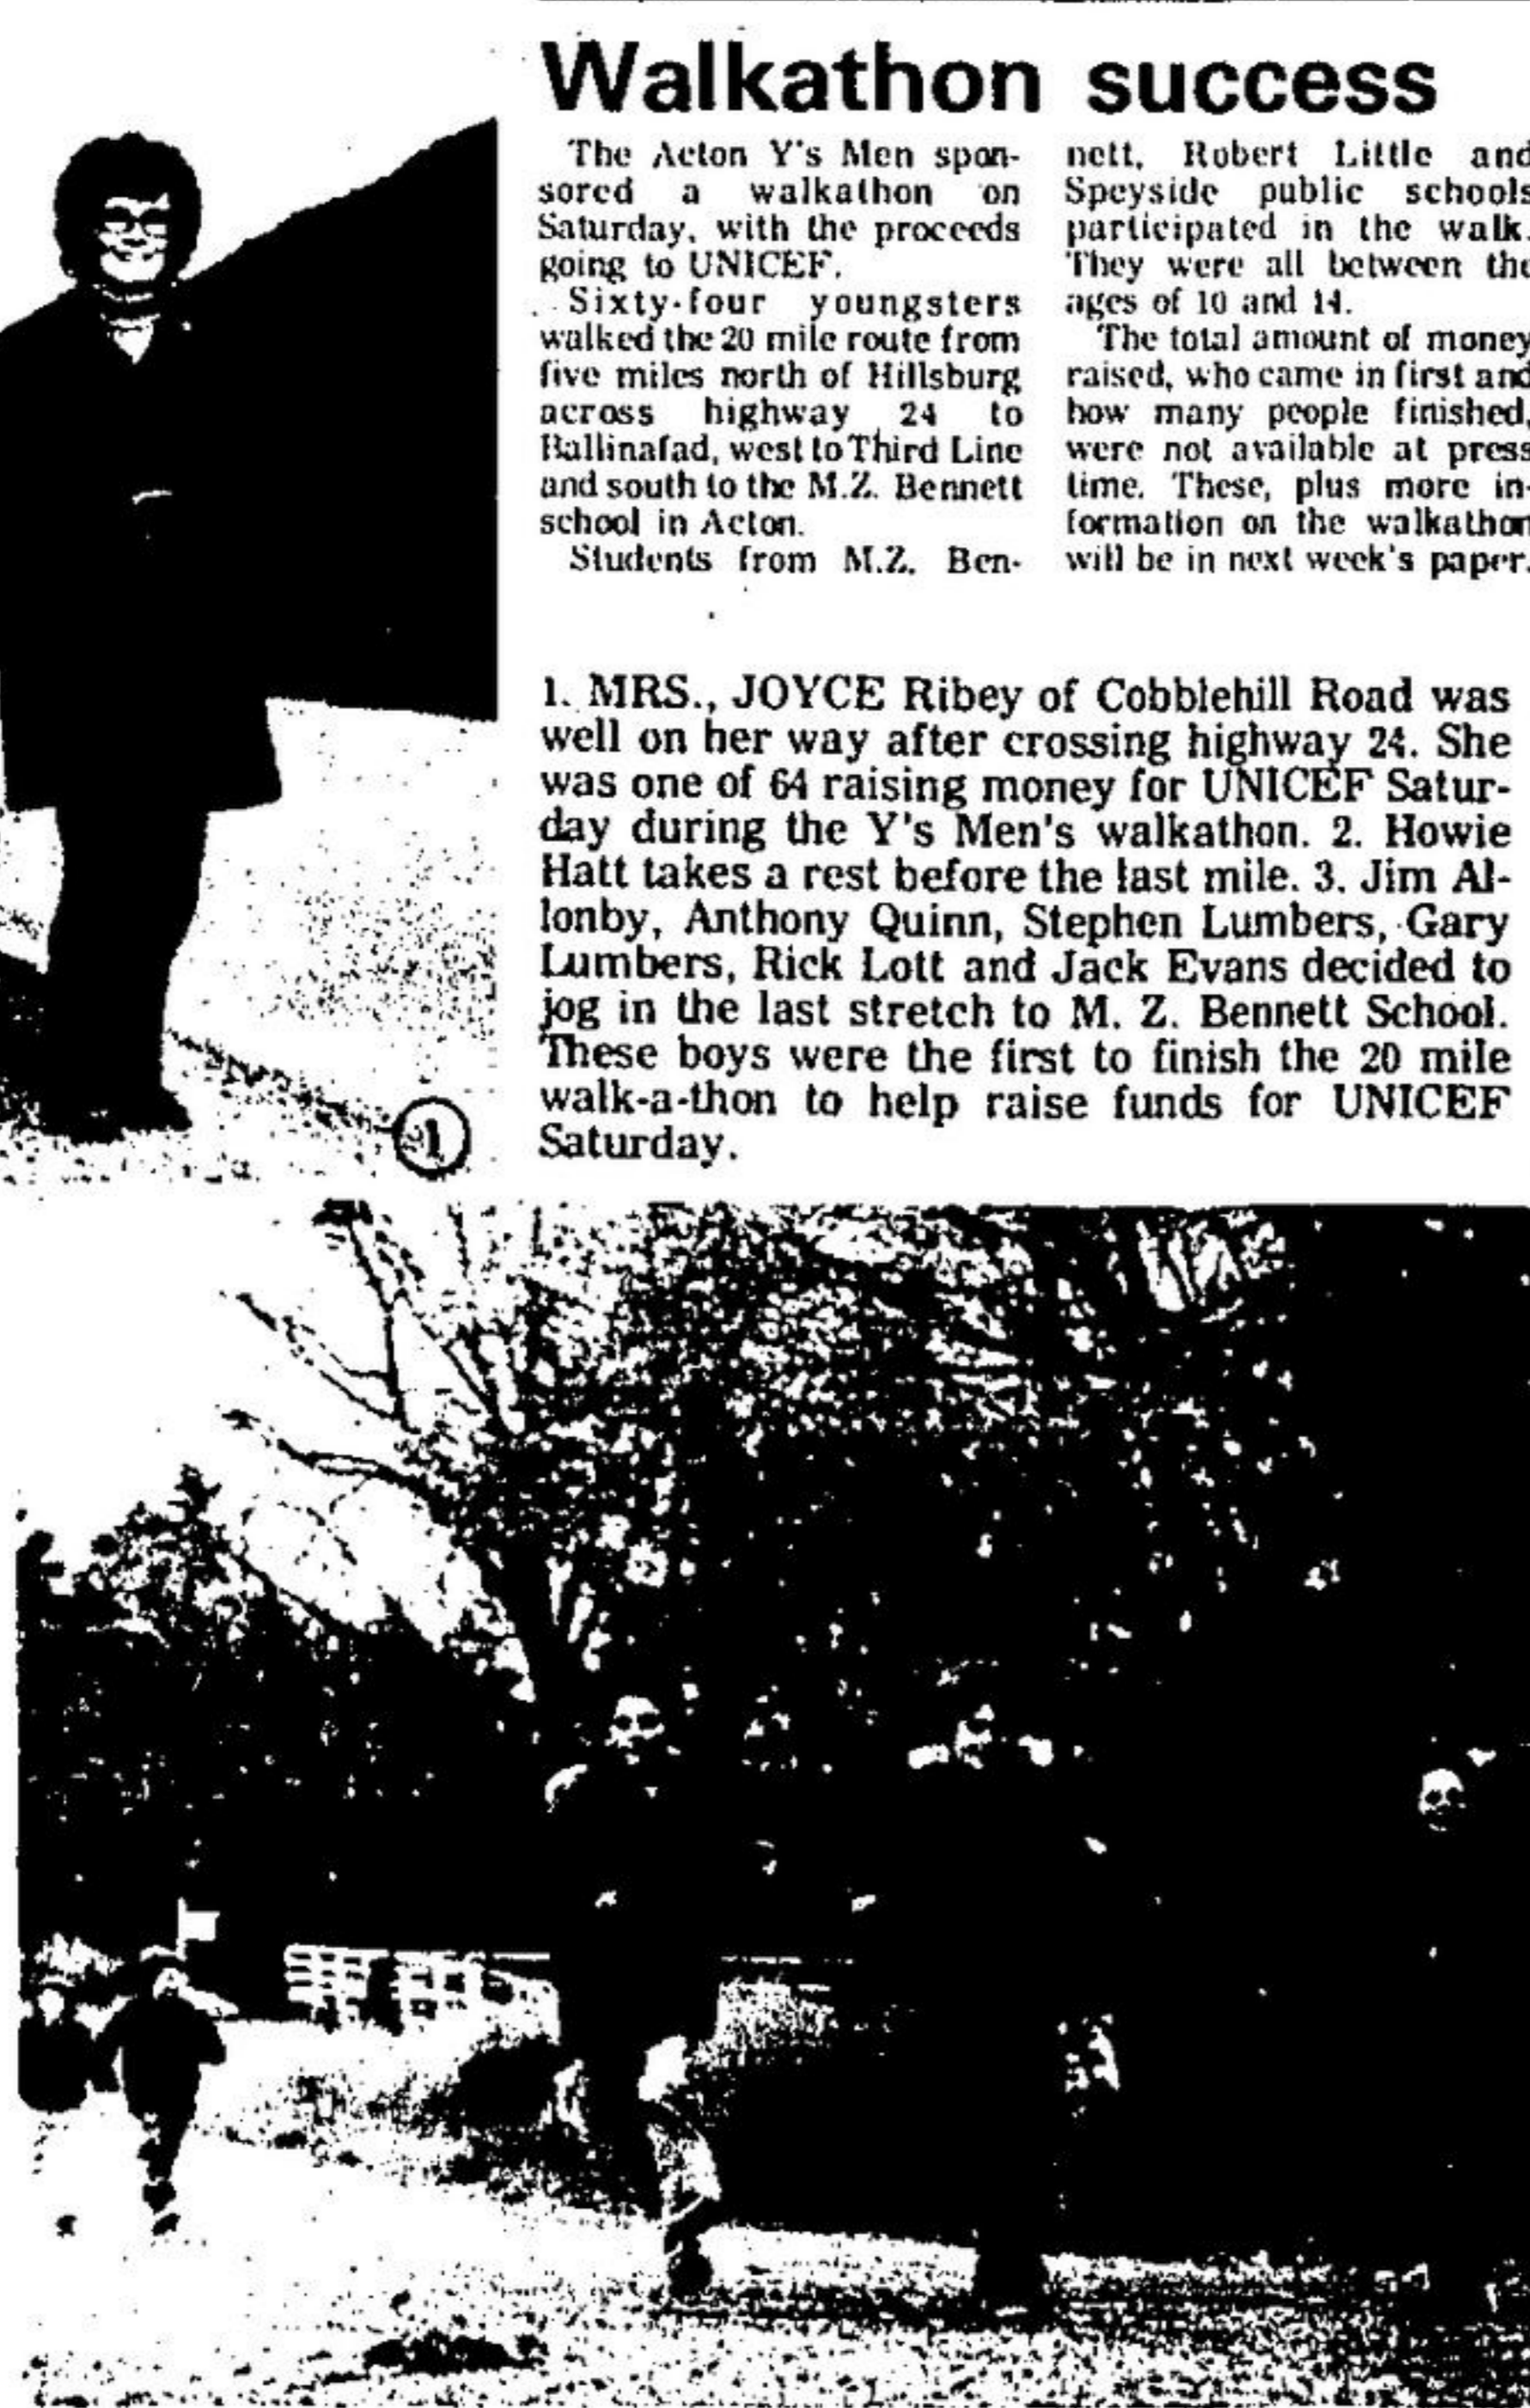 Walkathon success
The Acton Y's Men spon-
sored a walkathon on
Saturday, with the proceeds
going to UNICEF.
Sixty-four youngsters
walked the 20 mile route from
five miles north of Hillsburg
across highway 24 to
Ballinafad, west to Third Line
and south to the M.Z. Bennett
school in Acton.
Students from M.Z. Ben-
nett, Robert Little and
Speyside public schools
participated in the walk.
They were all between the
ages of 10 and 14.
The total amount of money
raised, who came in first and
how many people finished,
were not available at press
time. These, plus more in-
formation on the walkathon
will be in next week's paper.
1. MRS., JOYCE Ribey of Cobblehill Road was
well on her way after crossing highway 24. She
was one of 64 raising money for UNICEF Satur-
day during the Y's Men's walkathon. 2. Howie
Hatt takes a rest before the last mile. 3. Jim Al-
lonby, Anthony Quinn, Stephen Lumbers, Gary
Lumbers, Rick Lott and Jack Evans decided to
jog in the last stretch to M. Z. Bennett School.
These boys were the first to finish the 20 mile
walk-a-thon to help raise funds for UNICEF
Saturday.
1